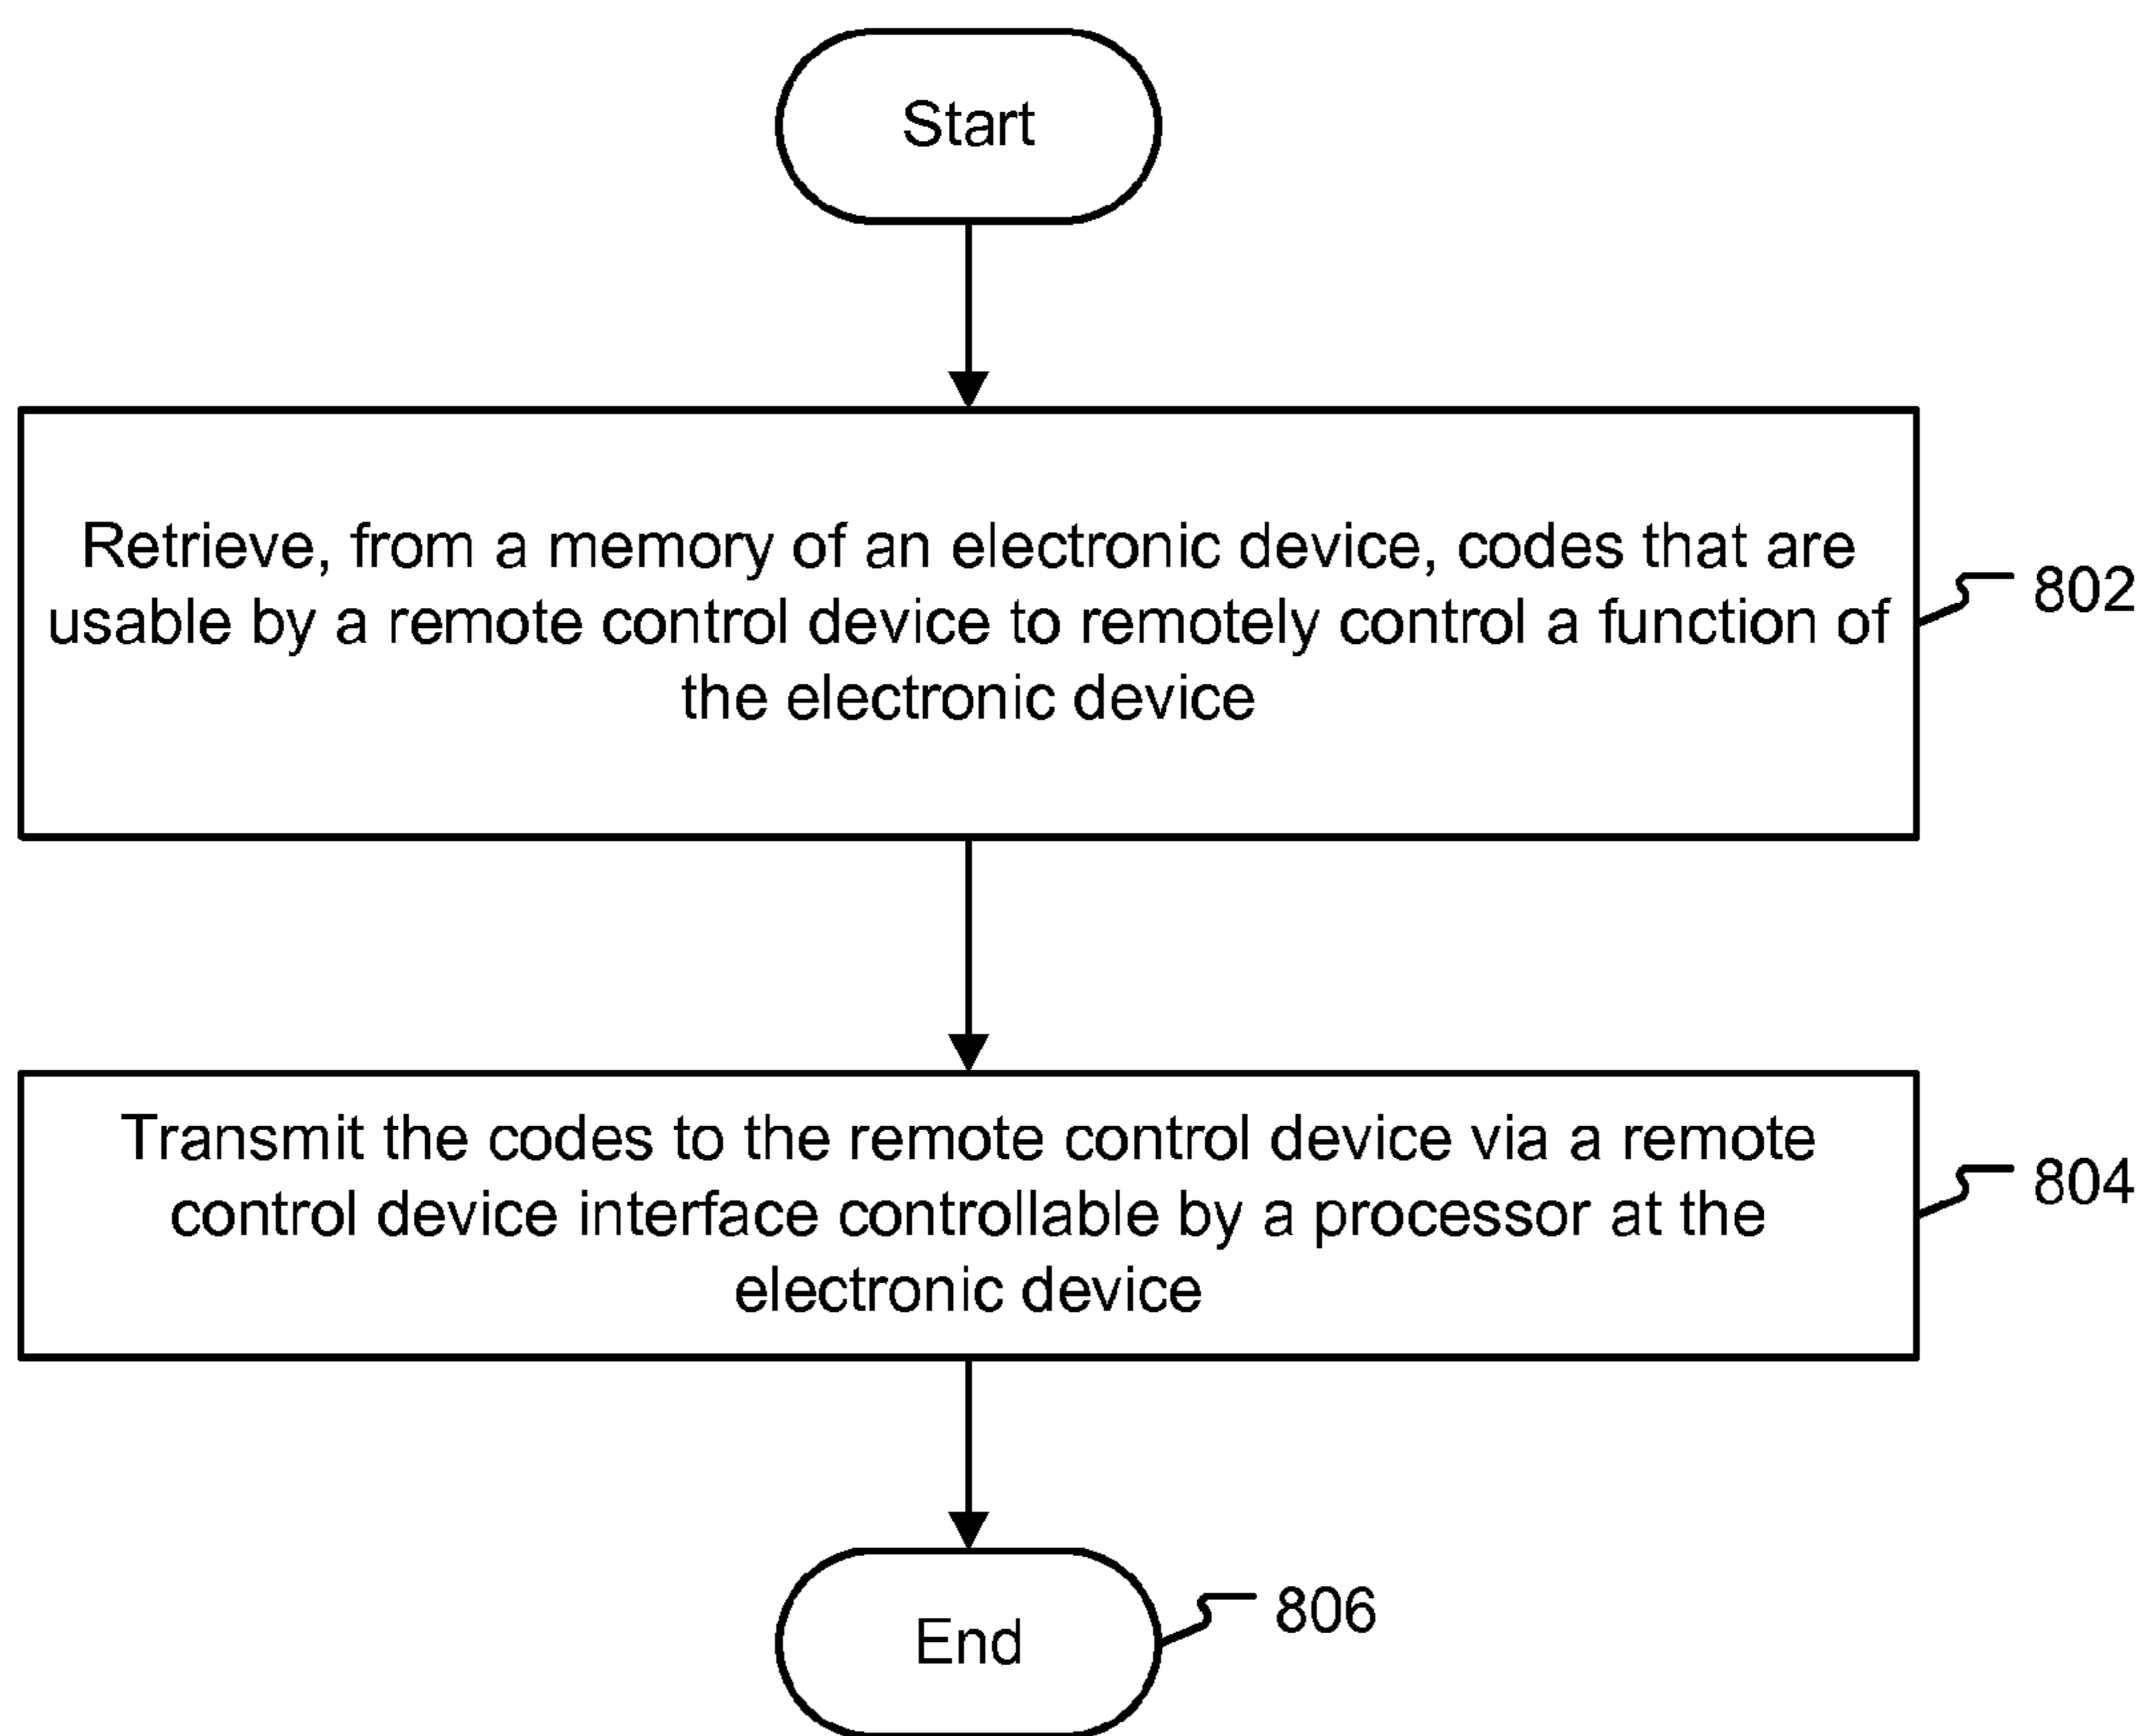 Start
Retrieve, from a memory of an electronic device, codes that are
usable by a remote control device to remotely control a function of
the electronic device
802
Transmit the codes to the remote control device via a remote
control device interface controllable by a processor at the
electronic device
804
End
806